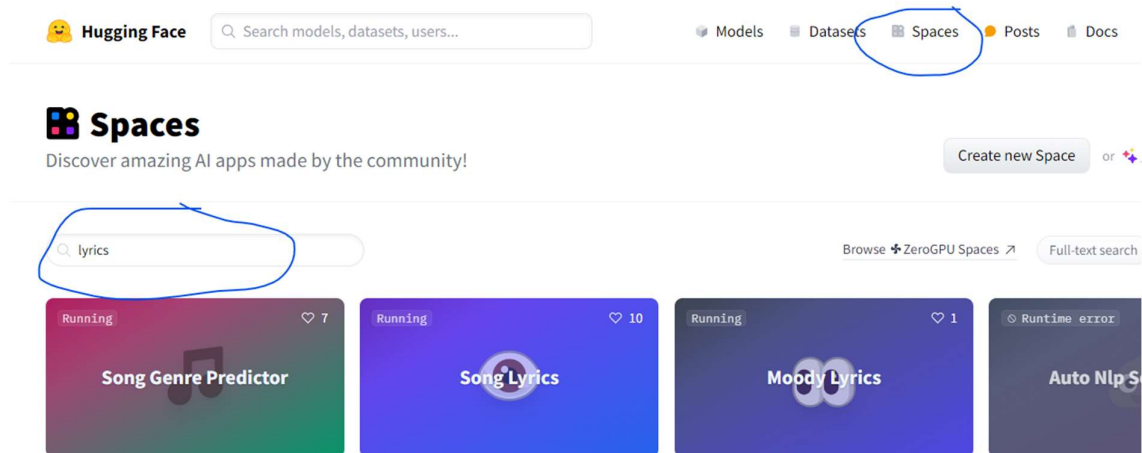 Hugging Face Search models, datasets, users... Models Datasets Spaces Posts Docs
Spaces
Discover amazing AI apps made by the community!
Create new Space or
lyrics Browse ZeroGPU Spaces Full-text search
Running 7 Running 10 Running 1 Runtime error
Song Genre Predictor Song Lyrics Moody Lyrics Auto Nlp